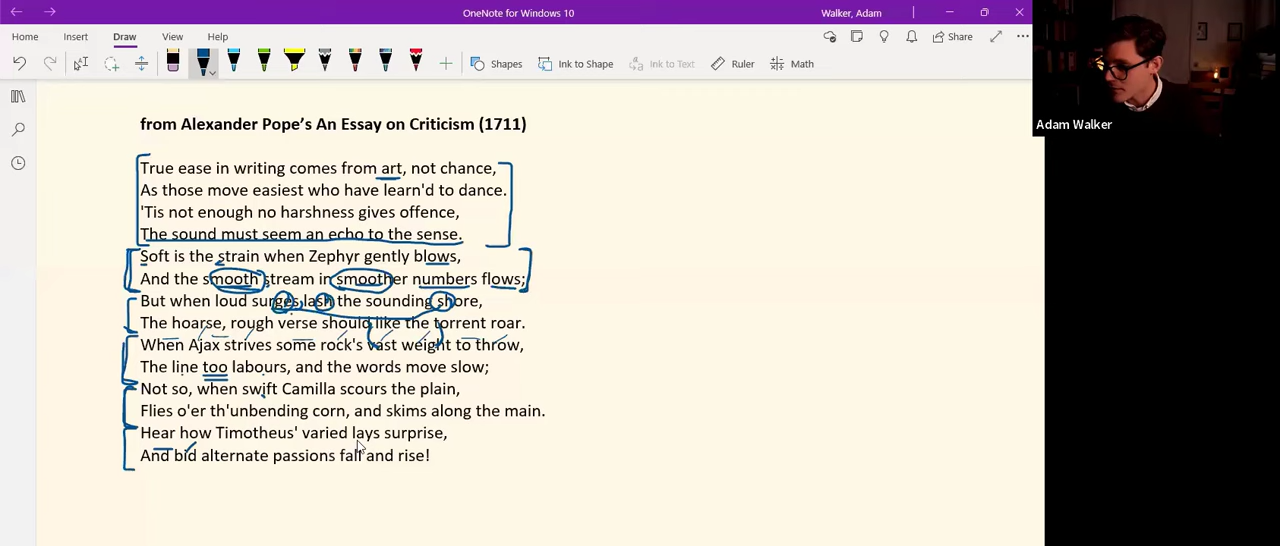 OneNote for Windows 10
Walker, Adam
Home Insert Draw View Help
Share
Shapes Ink to Shape Ink to Text Ruler Math
Adam Walker
from Alexander Pope's An Essay on Criticism (1711)
True ease in writing comes from art, not chance,
As those move easiest who have learn'd to dance.
'Tis not enough no harshness gives offence,
The sound must seem an echo to the sense.
Soft is the strain when Zephyr gently blows,
And the smooth stream in smoother numbers flows;
But when loud surges lash the sounding shore,
The hoarse, rough verse should like the torrent roar.
When Ajax strives some rock's vast weight to throw,
The line too labours, and the words move slow;
Not so, when swift Camilla scours the plain,
Flies o'er th'unbending corn, and skims along the main.
Hear how Timotheus' varied lays surprise,
And bid alternate passions fall and rise!